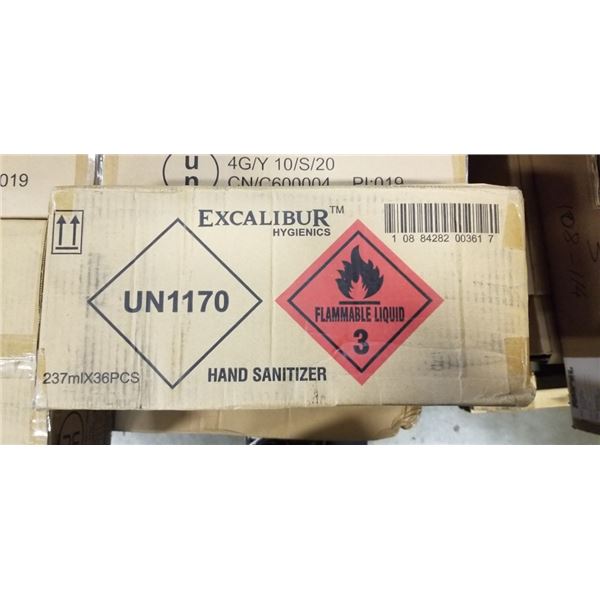 019
un
4G/Y 10/S/20
CN/C600004 PI:019
EXCALIBUR™
HYGIENICS
1 08 84282 00361 7
UN1170
FLAMMABLE LIQUID
3
237mlX36PCS
HAND SANITIZER